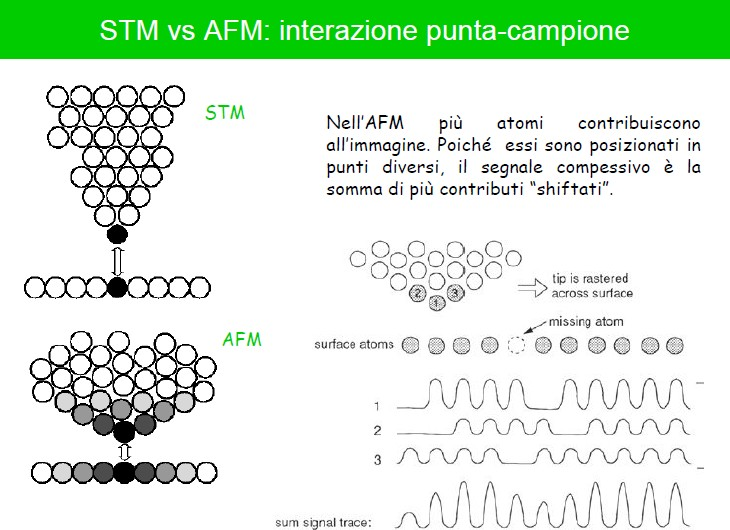 STM vs AFM: interazione punta-campione
STM
Nell'AFM più atomi contribuiscono
all'immagine. Poiché essi sono posizionati in
punti diversi, il segnale compessivo è la
somma di più contributi “shiftati”.
2 3
1
tip is rastered
across surface
missing atom
surface atoms
AFM
1
2
3
sum signal trace: